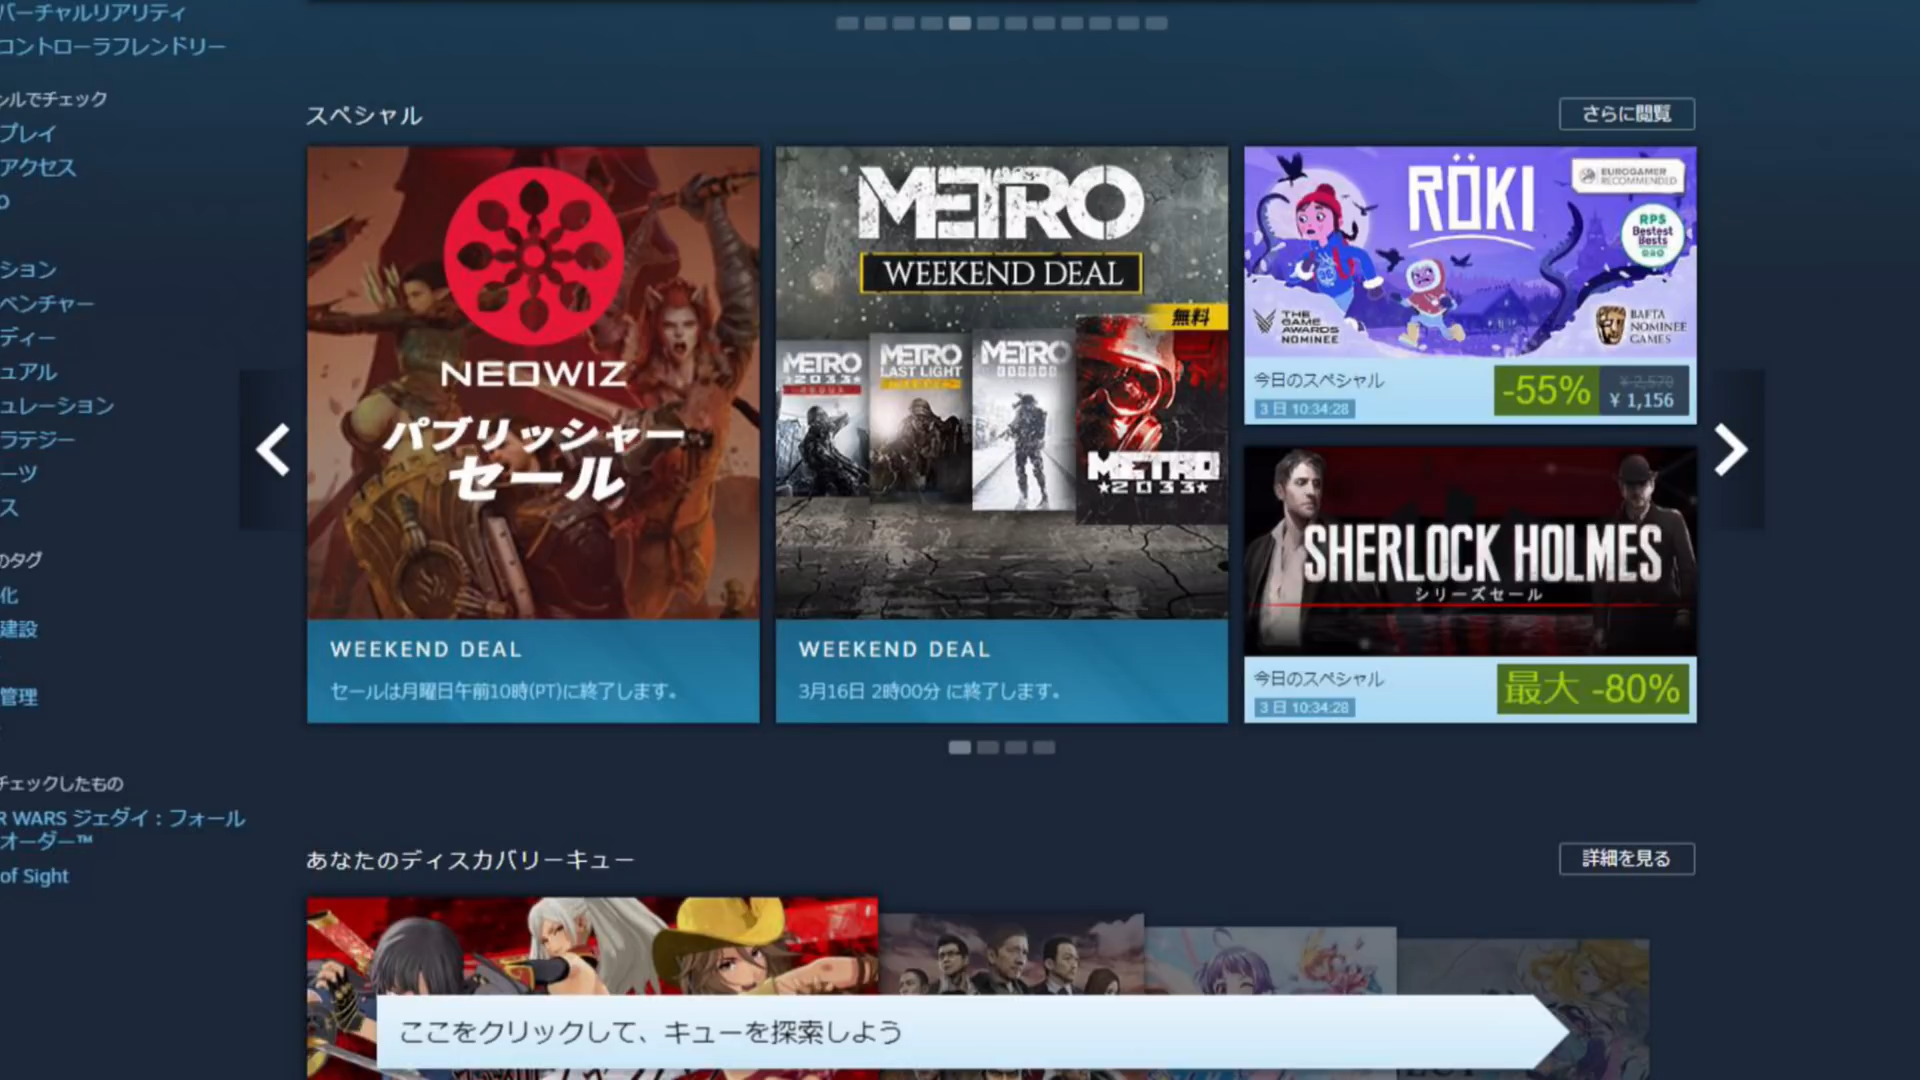 バーチャルリアリティ
コントローラフレンドリー
ンルでチェック
プレイ
アクセス
ション
ベンチャー
ディー
ュアル
ュレーション
ラテジー
ーツ
ス
のタグ
化
建設
管理
チェックしたもの
R WARS ジェダイ：フォール
オーダー™
of Sight
スペシャル
さらに閲覧
NEOWIZ
パブリッシャー
セール
WEEKEND DEAL
セールは月曜日午前10時(PT)に終了します。
METRO
WEEKEND DEAL
無料
METRO
2033
REDUX
METRO
LAST LIGHT
METRO
EXODUS
METRO
★2033★
WEEKEND DEAL
3月16日 2時00分 に終了します。
RÖKI
EUROGAMER
RECOMMENDED
RPS
Bestest
Bests
THE
GAME
AWARDS
NOMINEE
BAFTA
NOMINEE
GAMES
今日のスペシャル
3 日 10:34:28
-55%
¥ 2,570
¥ 1,156
SHERLOCK HOLMES
シリーズセール
今日のスペシャル
3 日 10:34:28
最大 -80%
あなたのディスカバリーキュー
詳細を見る
ここをクリックして、キューを探索しよう